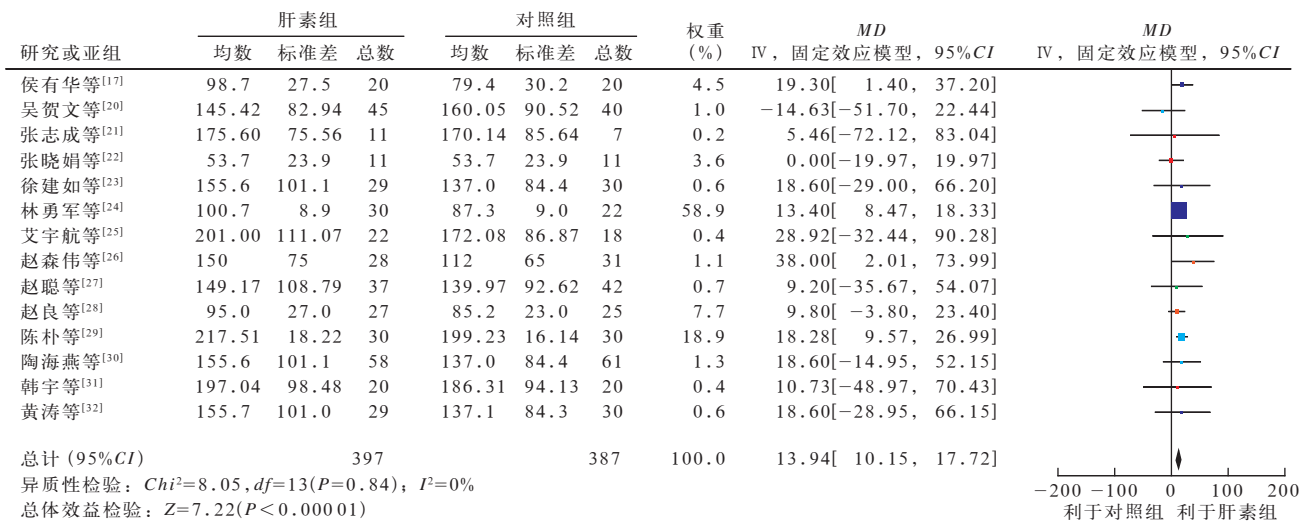 肝素组 对照组 权重 MD MD
研究或亚组 均数 标准差 总数 均数 标准差 总数 (%) Ⅳ,固定效应模型,95%CI Ⅳ,固定效应模型,95%CI
侯有华等[17] 98.7 27.5 20 79.4 30.2 20 4.5 19.30[ 1.40, 37.20]
吴贺文等[20] 145.42 82.94 45 160.05 90.52 40 1.0 −14.63[−51.70, 22.44]
张志成等[21] 175.60 75.56 11 170.14 85.64 7 0.2 5.46[−72.12, 83.04]
张晓娟等[22] 53.7 23.9 11 53.7 23.9 11 3.6 0.00[−19.97, 19.97]
徐建如等[23] 155.6 101.1 29 137.0 84.4 30 0.6 18.60[−29.00, 66.20]
林勇军等[24] 100.7 8.9 30 87.3 9.0 22 58.9 13.40[ 8.47, 18.33]
艾宇航等[25] 201.00 111.07 22 172.08 86.87 18 0.4 28.92[−32.44, 90.28]
赵森伟等[26] 150 75 28 112 65 31 1.1 38.00[ 2.01, 73.99]
赵聪等[27] 149.17 108.79 37 139.97 92.62 42 0.7 9.20[−35.67, 54.07]
赵良等[28] 95.0 27.0 27 85.2 23.0 25 7.7 9.80[ −3.80, 23.40]
陈朴等[29] 217.51 18.22 30 199.23 16.14 30 18.9 18.28[ 9.57, 26.99]
陶海燕等[30] 155.6 101.1 58 137.0 84.4 61 1.3 18.60[−14.95, 52.15]
韩宇等[31] 197.04 98.48 20 186.31 94.13 20 0.4 10.73[−48.97, 70.43]
黄涛等[32] 155.7 101.0 29 137.1 84.3 30 0.6 18.60[−28.95, 66.15]
总计(95%CI) 397 387 100.0 13.94[ 10.15, 17.72]
异质性检验:Chi²=8.05,df=13(P=0.84);I²=0%
总体效益检验:Z=7.22(P<0.000 01)
−200 −100 0 100 200
利于对照组 利于肝素组